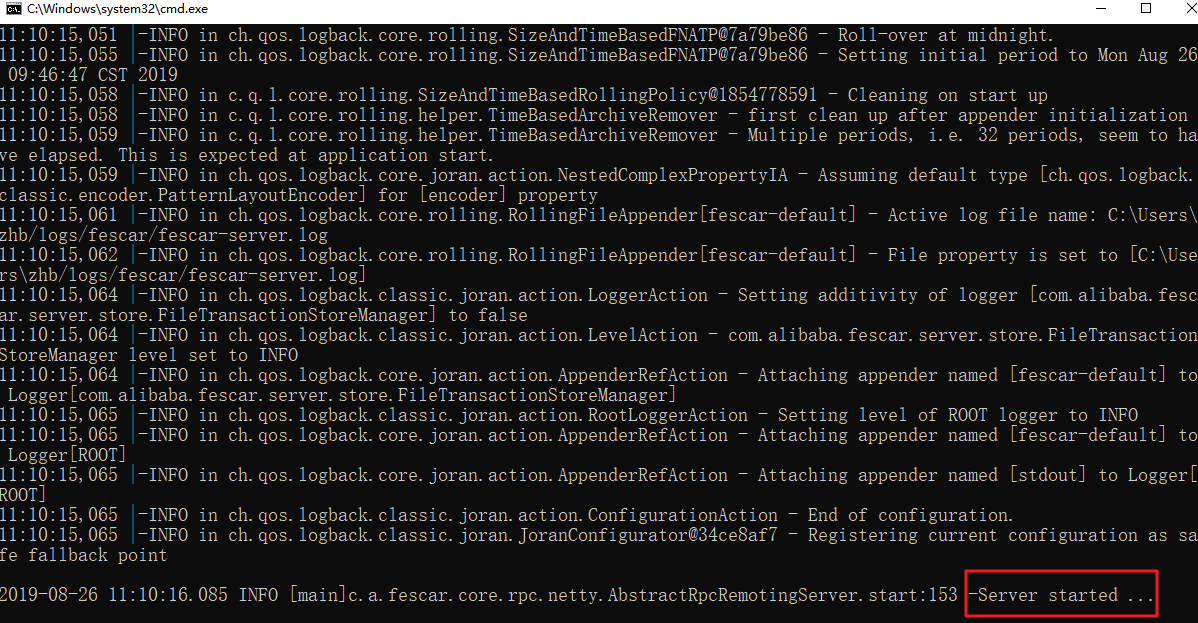 C:\Windows\system32\cmd.exe
11:10:15,051 |-INFO in ch.qos.logback.core.rolling.SizeAndTimeBasedFNATP@7a79be86 - Roll-over at midnight.
11:10:15,055 |-INFO in ch.qos.logback.core.rolling.SizeAndTimeBasedFNATP@7a79be86 - Setting initial period to Mon Aug 26
 09:46:47 CST 2019
11:10:15,058 |-INFO in c.q.l.core.rolling.SizeAndTimeBasedRollingPolicy@1854778591 - Cleaning on start up
11:10:15,058 |-INFO in c.q.l.core.rolling.helper.TimeBasedArchiveRemover - first clean up after appender initialization
11:10:15,059 |-INFO in c.q.l.core.rolling.helper.TimeBasedArchiveRemover - Multiple periods, i.e. 32 periods, seem to ha
ve elapsed. This is expected at application start.
11:10:15,059 |-INFO in ch.qos.logback.core.joran.action.NestedComplexPropertyIA - Assuming default type [ch.qos.logback.
classic.encoder.PatternLayoutEncoder] for [encoder] property
11:10:15,061 |-INFO in ch.qos.logback.core.rolling.RollingFileAppender[fescar-default] - Active log file name: C:\Users\
zhb/logs/fescar/fescar-server.log
11:10:15,062 |-INFO in ch.qos.logback.core.rolling.RollingFileAppender[fescar-default] - File property is set to [C:\Use
rs\zhb/logs/fescar/fescar-server.log]
11:10:15,064 |-INFO in ch.qos.logback.classic.joran.action.LoggerAction - Setting additivity of logger [com.alibaba.fesc
ar.server.store.FileTransactionStoreManager] to false
11:10:15,064 |-INFO in ch.qos.logback.classic.joran.action.LevelAction - com.alibaba.fescar.server.store.FileTransaction
StoreManager level set to INFO
11:10:15,064 |-INFO in ch.qos.logback.core.joran.action.AppenderRefAction - Attaching appender named [fescar-default] to
 Logger[com.alibaba.fescar.server.store.FileTransactionStoreManager]
11:10:15,065 |-INFO in ch.qos.logback.classic.joran.action.RootLoggerAction - Setting level of ROOT logger to INFO
11:10:15,065 |-INFO in ch.qos.logback.core.joran.action.AppenderRefAction - Attaching appender named [fescar-default] to
 Logger[ROOT]
11:10:15,065 |-INFO in ch.qos.logback.core.joran.action.AppenderRefAction - Attaching appender named [stdout] to Logger[
ROOT]
11:10:15,065 |-INFO in ch.qos.logback.classic.joran.action.ConfigurationAction - End of configuration.
11:10:15,065 |-INFO in ch.qos.logback.classic.joran.JoranConfigurator@34ce8af7 - Registering current configuration as sa
fe fallback point
2019-08-26 11:10:16.085 INFO [main]c.a.fescar.core.rpc.netty.AbstractRpcRemotingServer.start:153 -Server started ...